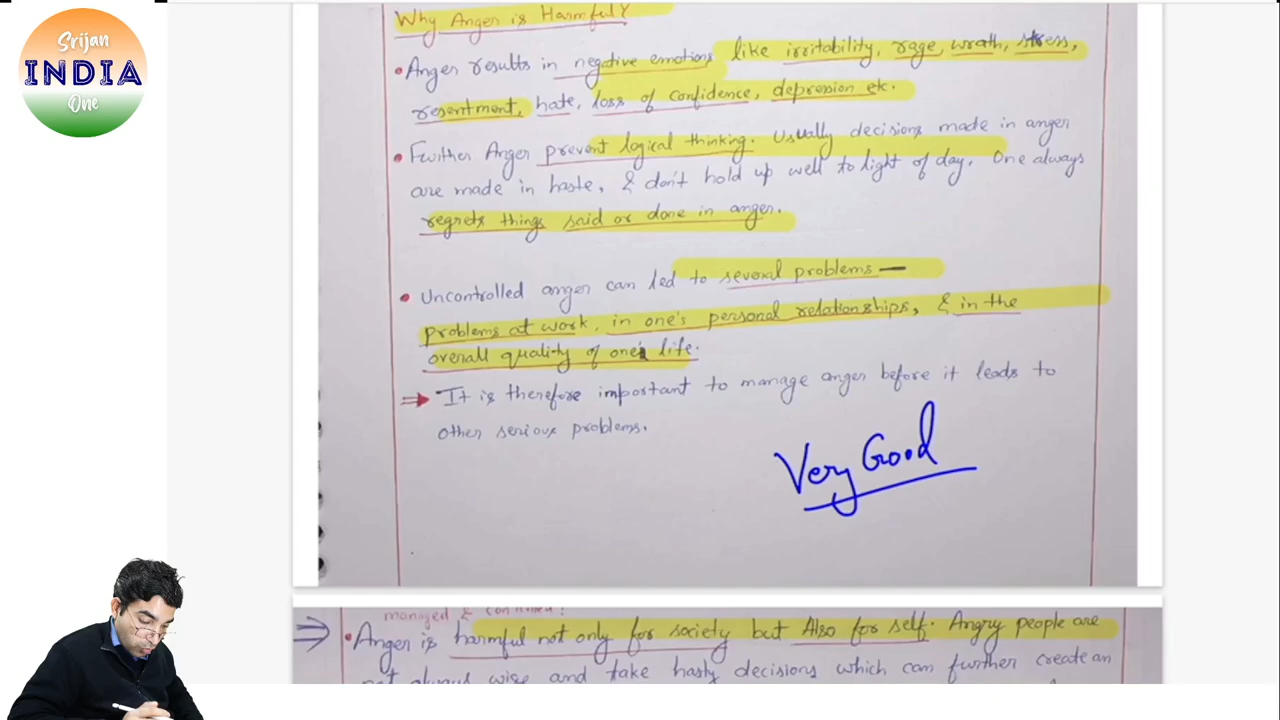 Srijan
INDIA
One
Why Anger is Harmful?
• Anger results in negative emotions like irritability, rage, wrath, stress,
resentment, hate, loss of confidence, depression etc.
• Further Anger prevent logical thinking. Usually decisions made in anger
are made in haste, & don't hold up well to light of day. One always
regrets things said or done in anger.
• Uncontrolled anger can led to several problems —
problems at work, in one's personal relationships, & in the
overall quality of one's life.
⇒ It is therefore important to manage anger before it leads to
other serious problems.
Very Good
managed &
⇒ • Anger is harmful not only for society but Also for self. Angry people are
not always wise and take hasty decisions which can further create an